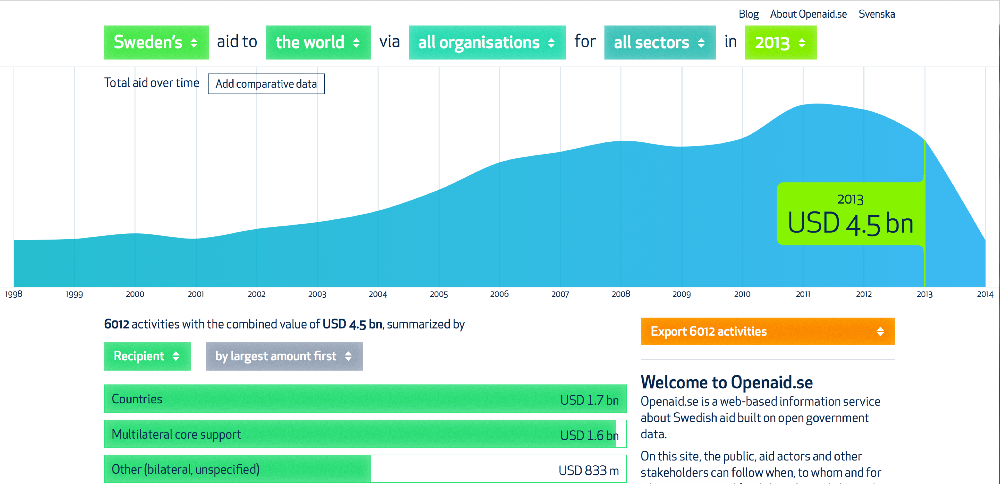 Blog About Openaid.se Svenska
Sweden's aid to the world via all organisations for all sectors in 2013
Total aid over time Add comparative data
2013
USD 4.5 bn
1998 1999 2000 2001 2002 2003 2004 2005 2006 2007 2008 2009 2010 2011 2012 2013 2014
6012 activities with the combined value of USD 4.5 bn, summarized by
Recipient by largest amount first
Countries USD 1.7 bn
Multilateral core support USD 1.6 bn
Other (bilateral, unspecified) USD 833 m
Export 6012 activities
Welcome to Openaid.se
Openaid.se is a web-based information service
about Swedish aid built on open government
data.
On this site, the public, aid actors and other
stakeholders can follow when, to whom and for